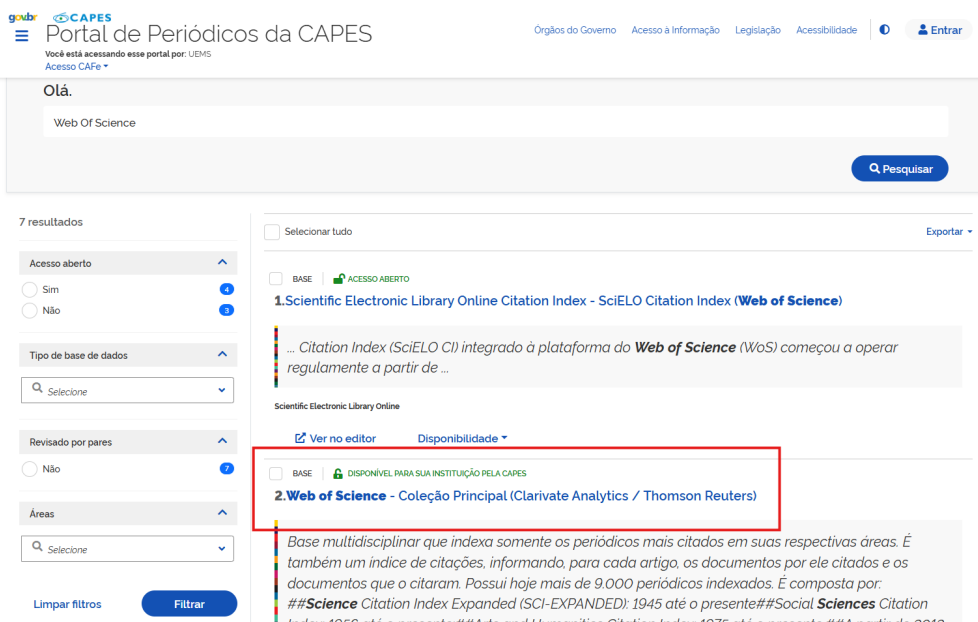 gov.br CAPES
Portal de Periódicos da CAPES
Você está acessando esse portal por: UEMS
Acesso CAFe
Órgãos do Governo Acesso à Informação Legislação Acessibilidade Entrar
Olá.
Web Of Science
Pesquisar
7 resultados
Acesso aberto
Sim 4
Não 3
Tipo de base de dados
Selecione
Revisado por pares
Não 7
Áreas
Selecione
Limpar filtros Filtrar
Selecionar tudo Exportar
BASE ACESSO ABERTO
1.Scientific Electronic Library Online Citation Index - SciELO Citation Index (Web of Science)
... Citation Index (SciELO CI) integrado à plataforma do Web of Science (WoS) começou a operar
regulamente a partir de ...
Scientific Electronic Library Online
Ver no editor Disponibilidade
BASE DISPONÍVEL PARA SUA INSTITUIÇÃO PELA CAPES
2.Web of Science - Coleção Principal (Clarivate Analytics / Thomson Reuters)
Base multidisciplinar que indexa somente os periódicos mais citados em suas respectivas áreas. É
também um índice de citações, informando, para cada artigo, os documentos por ele citados e os
documentos que o citaram. Possui hoje mais de 9.000 periódicos indexados. É composta por:
##Science Citation Index Expanded (SCI-EXPANDED): 1945 até o presente##Social Sciences Citation